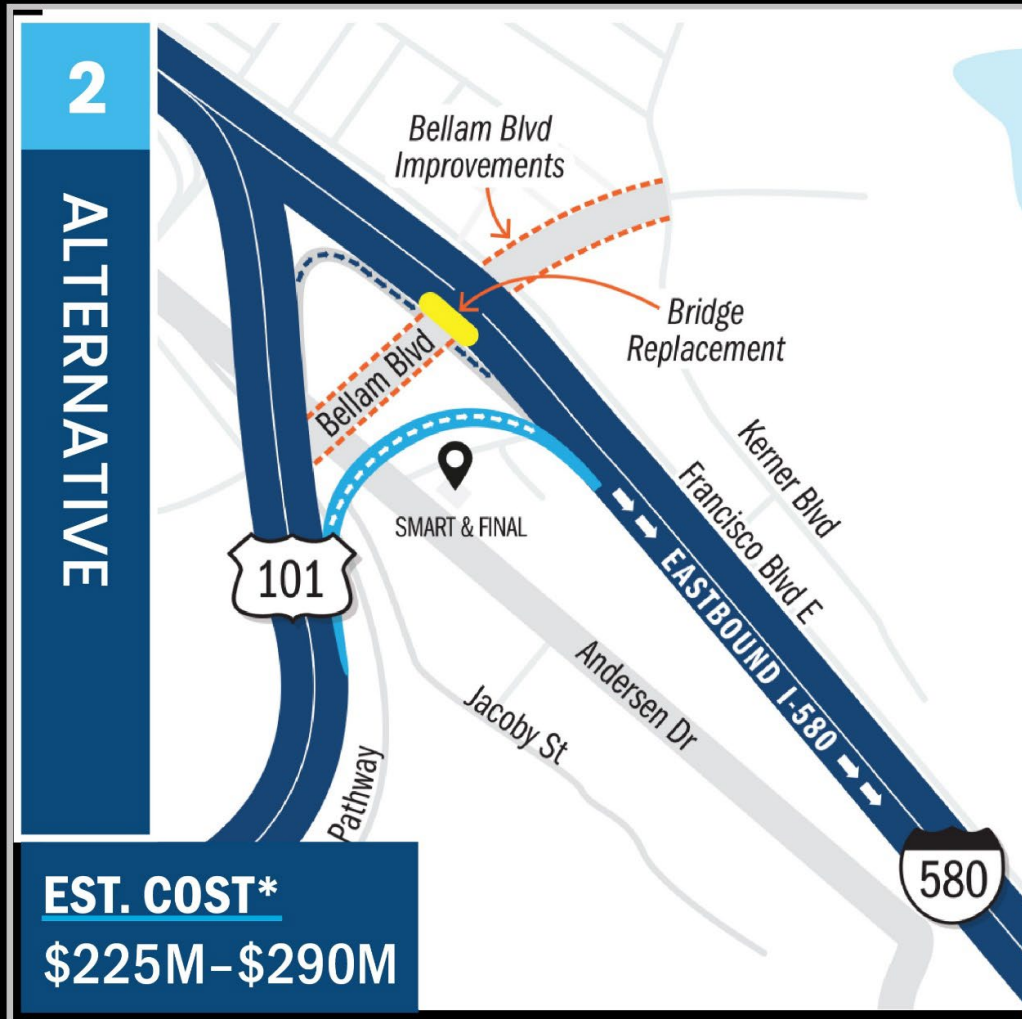 2
ALTERNATIVE
Bellam Blvd
Improvements
Bridge
Replacement
Bellam Blvd
Kerner Blvd
Francisco Blvd E
SMART & FINAL
101
EASTBOUND I-580
Andersen Dr
Jacoby St
Pathway
580
EST. COST*
$225M–$290M